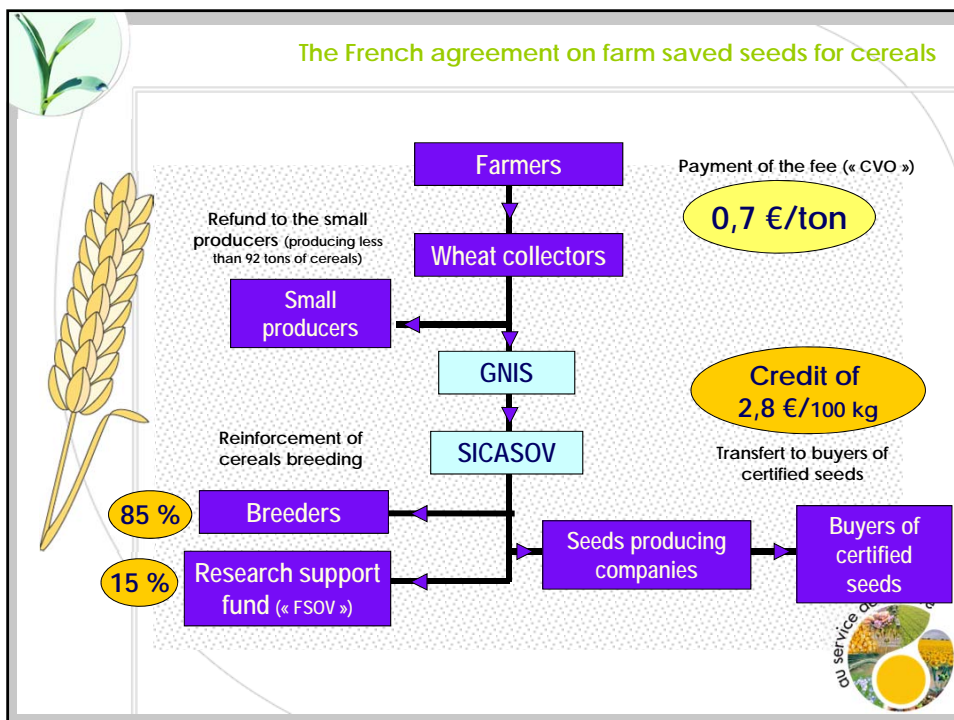 The French agreement on farm saved seeds for cereals
Farmers
Payment of the fee (« CVO »)
0,7 €/ton
Refund to the small
producers (producing less
than 92 tons of cereals)
Wheat collectors
Small
producers
GNIS
Credit of
2,8 €/100 kg
Reinforcement of
cereals breeding
SICASOV
Transfert to buyers of
certified seeds
85 %
Breeders
Seeds producing
companies
Buyers of
certified
seeds
15 %
Research support
fund (« FSOV »)
au service de